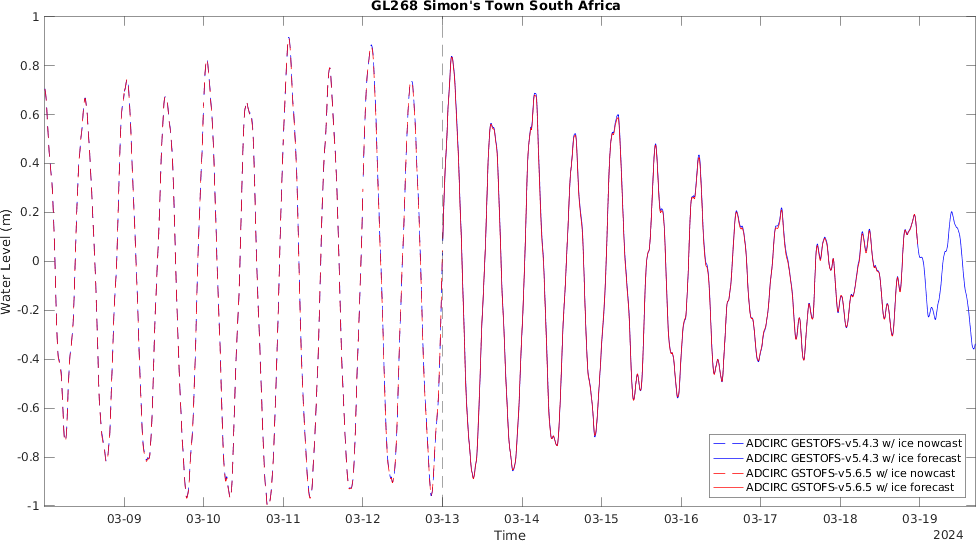 GL268 Simon's Town South Africa
1
0.8
0.6
0.4
0.2
0
-0.2
-0.4
-0.6
-0.8
-1
Water Level (m)
03-09 03-10 03-11 03-12 03-13 03-14 03-15 03-16 03-17 03-18 03-19
Time
2024
ADCIRC GESTOFS-v5.4.3 w/ ice nowcast
ADCIRC GESTOFS-v5.4.3 w/ ice forecast
ADCIRC GSTOFS-v5.6.5 w/ ice nowcast
ADCIRC GSTOFS-v5.6.5 w/ ice forecast